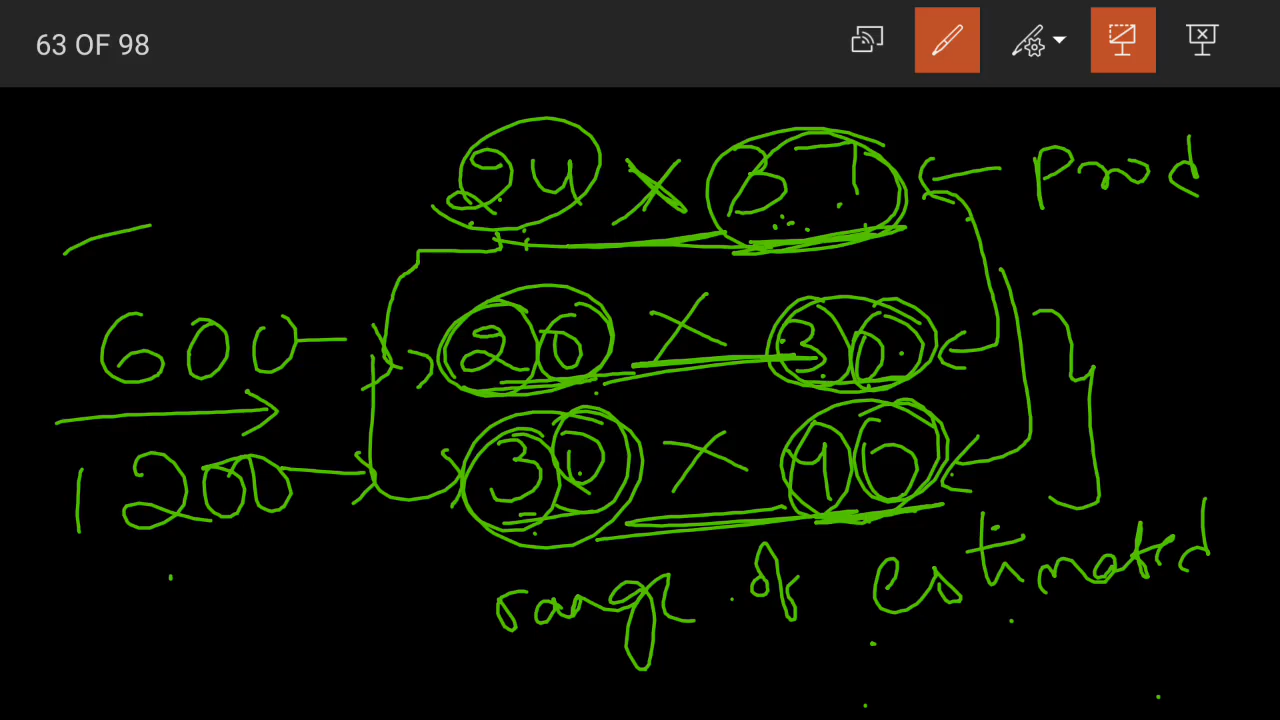 63 OF 98
24 × 37 Prod
600 20 × 30
1200 30 × 40
range of estimated